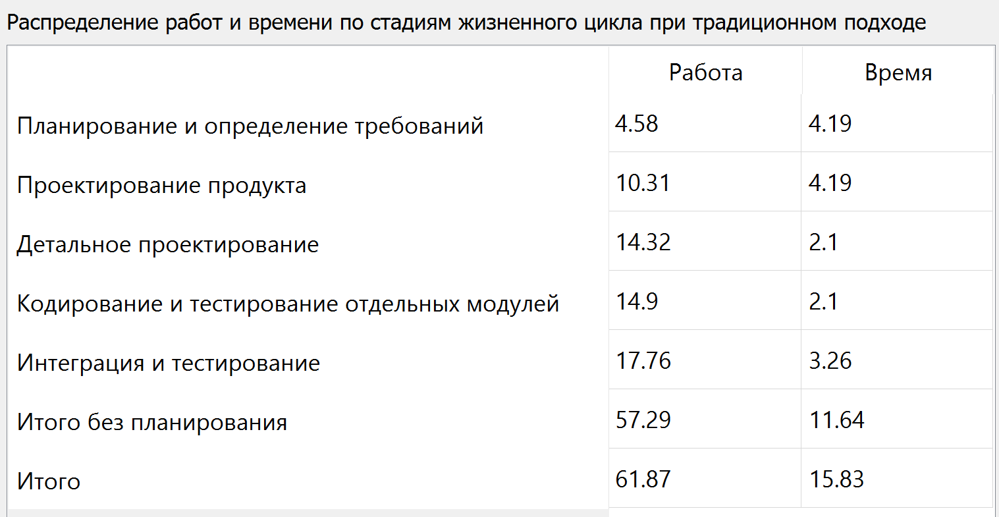 Распределение работ и времени по стадиям жизненного цикла при традиционном подходе
Работа Время
Планирование и определение требований 4.58 4.19
Проектирование продукта 10.31 4.19
Детальное проектирование 14.32 2.1
Кодирование и тестирование отдельных модулей 14.9 2.1
Интеграция и тестирование 17.76 3.26
Итого без планирования 57.29 11.64
Итого 61.87 15.83